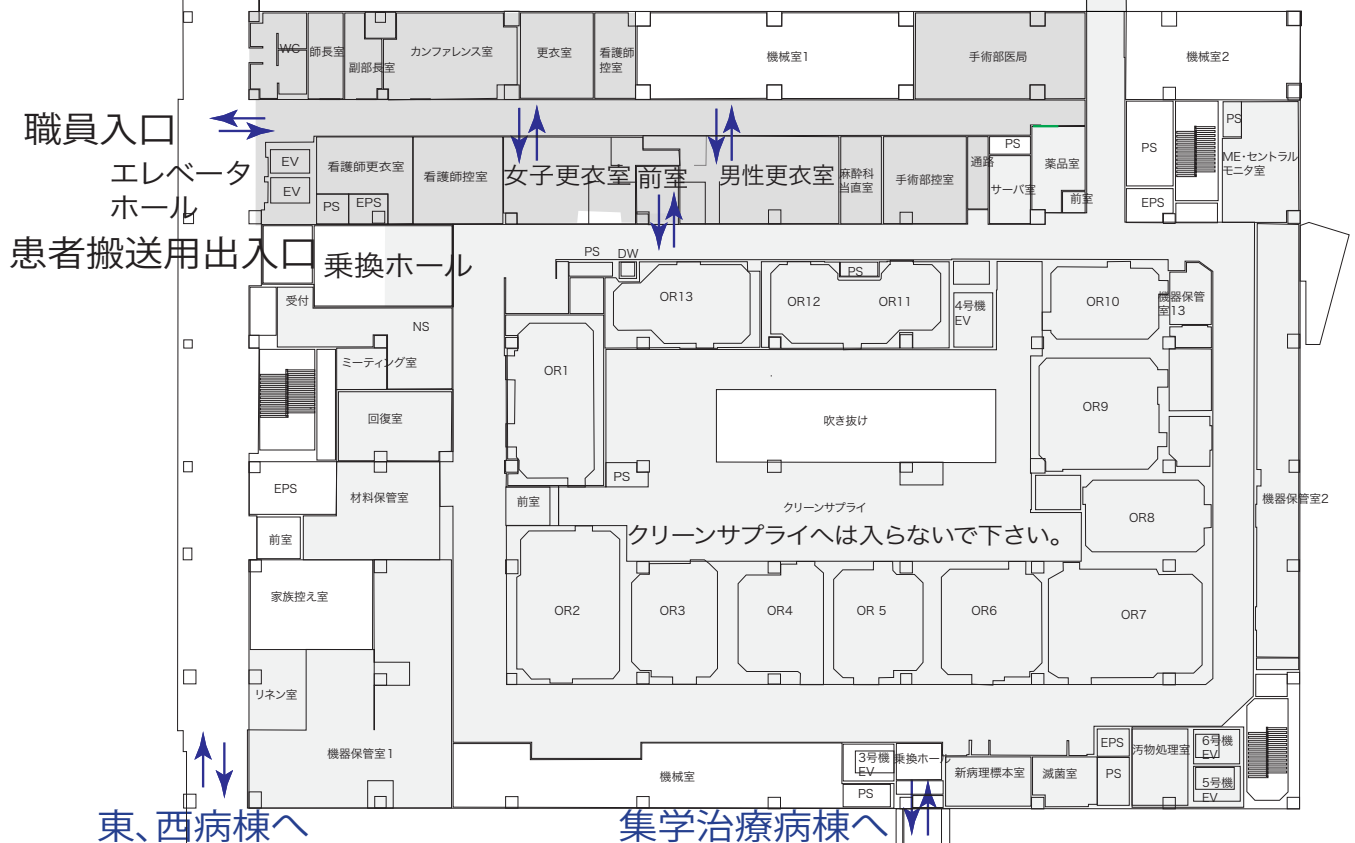 WC
師長室
副部長室
カンファレンス室
更衣室
看護師
控室
機械室1
手術部医局
機械室2
職員入口
エレベータ
ホール
EV
EV
看護師更衣室
PS
EPS
看護師控室
女子更衣室
前室
男性更衣室
麻酔科
当直室
手術部控室
通路
PS
サーバ室
薬品室
前室
PS
EPS
PS
ME・セントラル
モニタ室
患者搬送用出入口
乗換ホール
受付
NS
ミーティング室
回復室
PS
DW
OR13
OR12
PS
OR11
4号機
EV
OR10
機器保管
室13
OR1
OR9
吹き抜け
EPS
材料保管室
前室
PS
前室
クリーンサプライ
クリーンサプライへは入らないで下さい。
OR8
機器保管室2
家族控え室
OR2
OR3
OR4
OR 5
OR6
OR7
リネン室
機器保管室1
機械室
3号機
EV
PS
乗換ホール
新病理標本室
滅菌室
EPS
PS
汚物処理室
6号機
EV
5号機
EV
東、西病棟へ
集学治療病棟へ